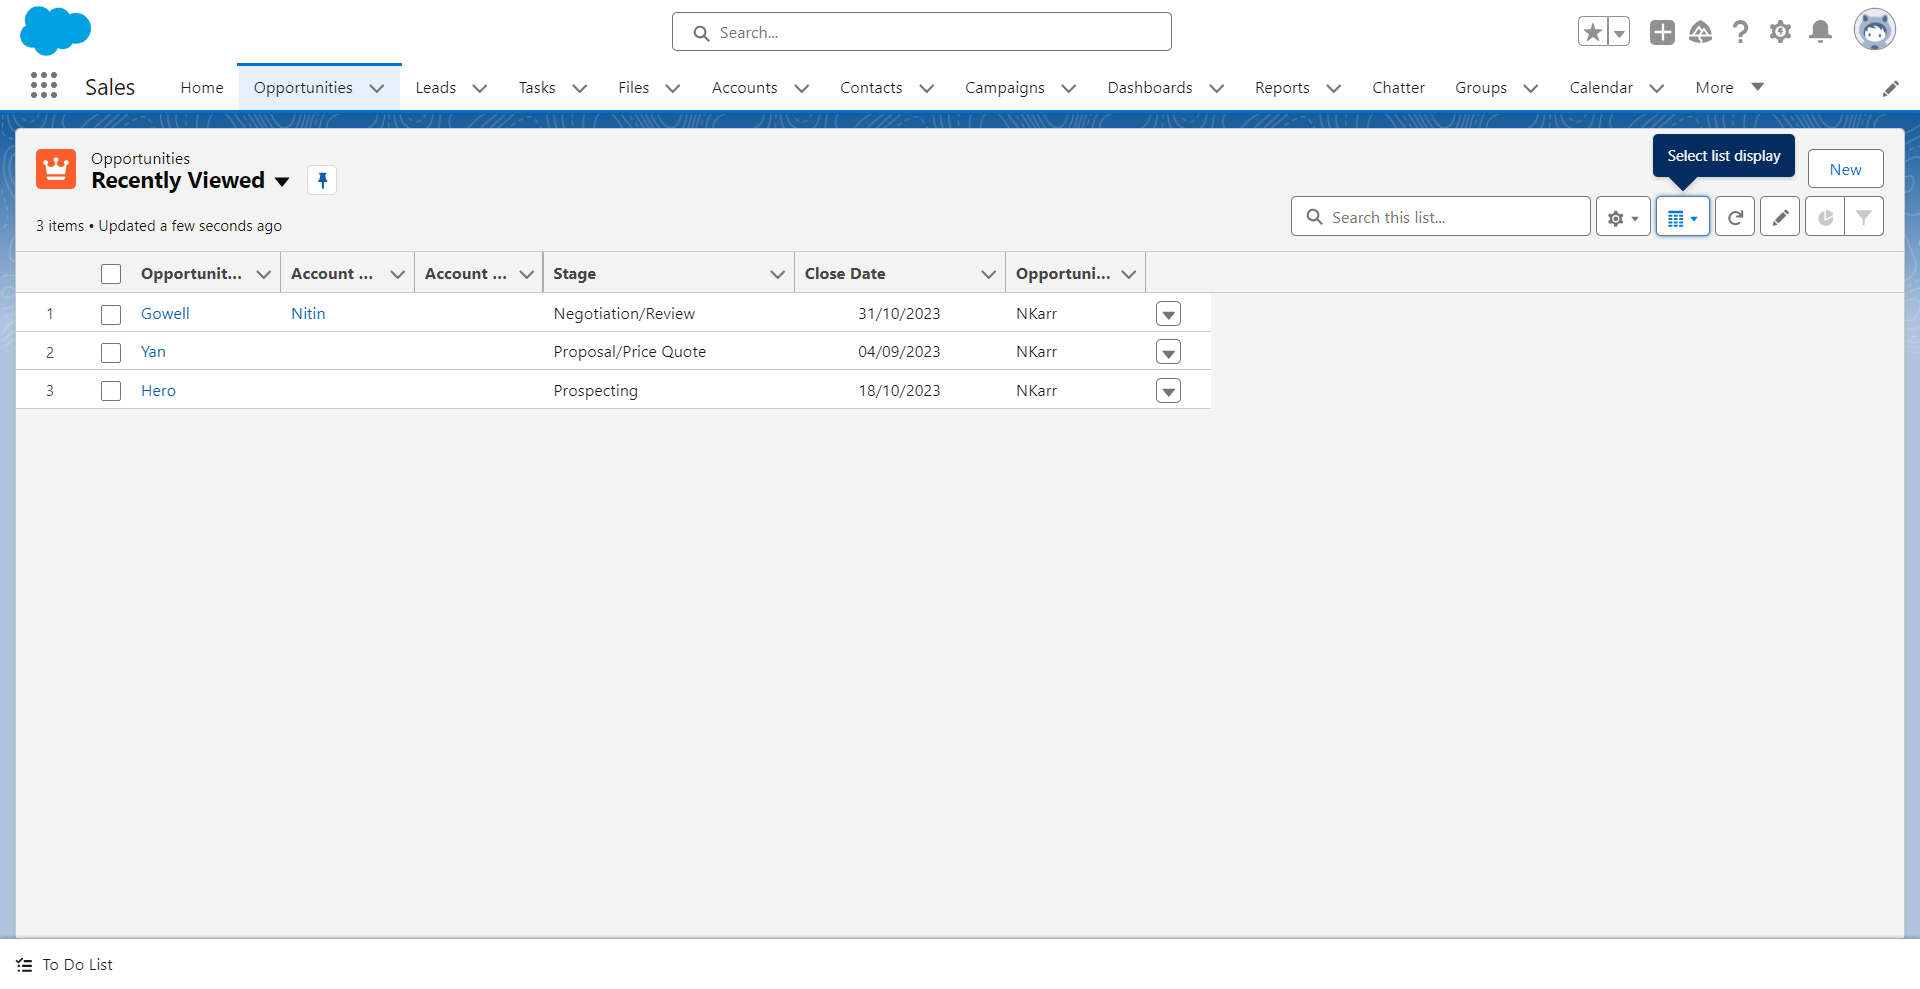 Search...
Sales
Home
Opportunities
Leads
Tasks
Files
Accounts
Contacts
Campaigns
Dashboards
Reports
Chatter
Groups
Calendar
More
Opportunities
Recently Viewed
Select list display
New
3 items • Updated a few seconds ago
Search this list...
Opportunit...
Account ...
Account ...
Stage
Close Date
Opportuni...
1 Gowell Nitin Negotiation/Review 31/10/2023 NKarr
2 Yan Proposal/Price Quote 04/09/2023 NKarr
3 Hero Prospecting 18/10/2023 NKarr
To Do List